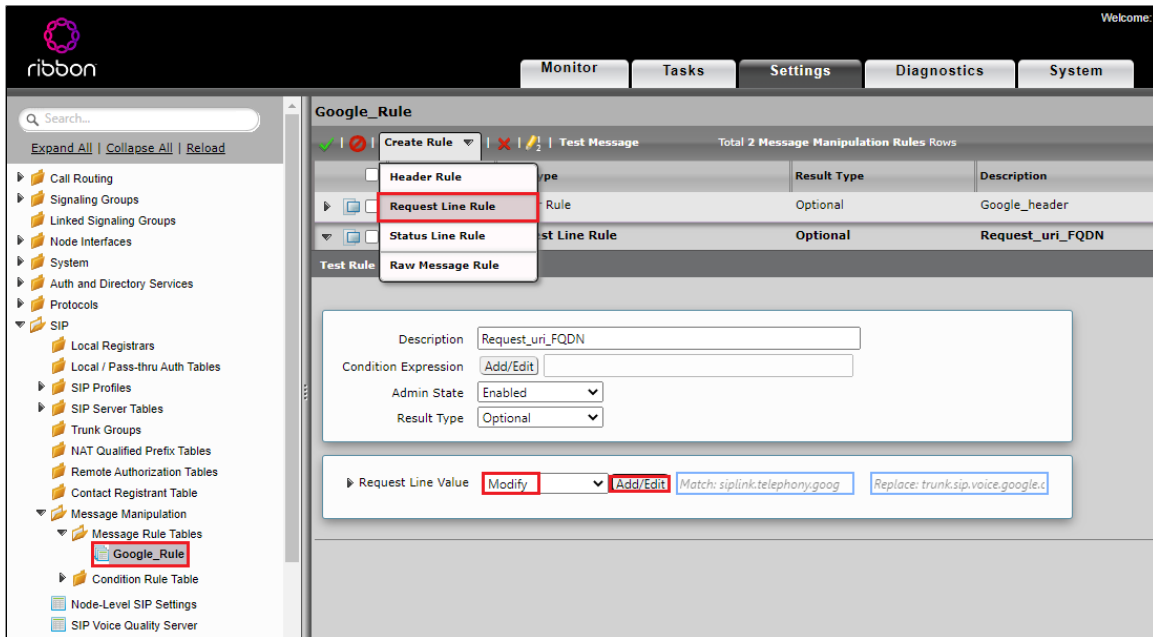 Welcome:
ribbon
Monitor
Tasks
Settings
Diagnostics
System
Search...
Expand All | Collapse All | Reload
Call Routing
Signaling Groups
Linked Signaling Groups
Node Interfaces
System
Auth and Directory Services
Protocols
SIP
Local Registrars
Local / Pass-thru Auth Tables
SIP Profiles
SIP Server Tables
Trunk Groups
NAT Qualified Prefix Tables
Remote Authorization Tables
Contact Registrant Table
Message Manipulation
Message Rule Tables
Google_Rule
Condition Rule Table
Node-Level SIP Settings
SIP Voice Quality Server
Google_Rule
Create Rule | Test Message Total 2 Message Manipulation Rules Rows
Header Rule
Request Line Rule
Status Line Rule
Raw Message Rule
ype Result Type Description
Rule Optional Google_header
st Line Rule Optional Request_uri_FQDN
Test Rule
Description Request_uri_FQDN
Condition Expression Add/Edit
Admin State Enabled
Result Type Optional
Request Line Value Modify Add/Edit Match: siplink.telephony.goog Replace: trunk.sip.voice.google.c